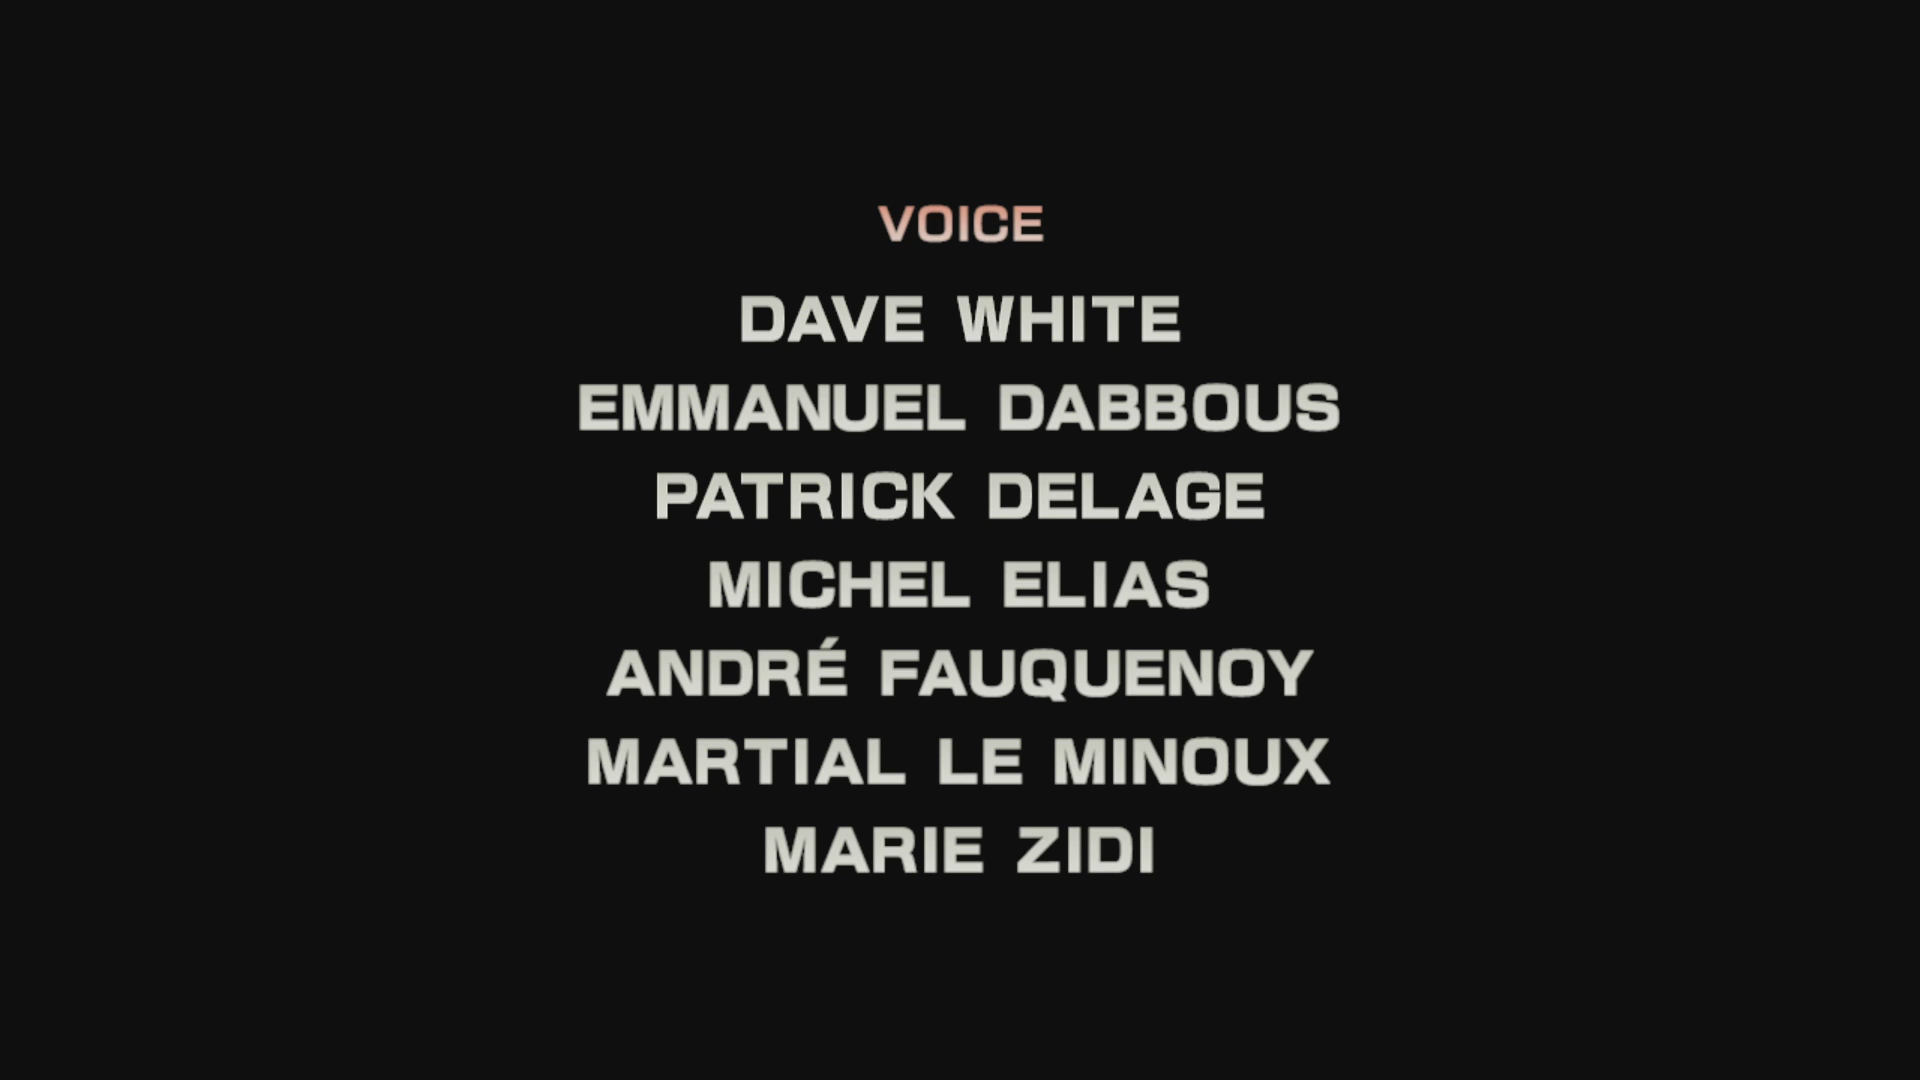 VOICE
DAVE WHITE
EMMANUEL DABBOUS
PATRICK DELAGE
MICHEL ELIAS
ANDRÉ FAUQUENOY
MARTIAL LE MINOUX
MARIE ZIDI